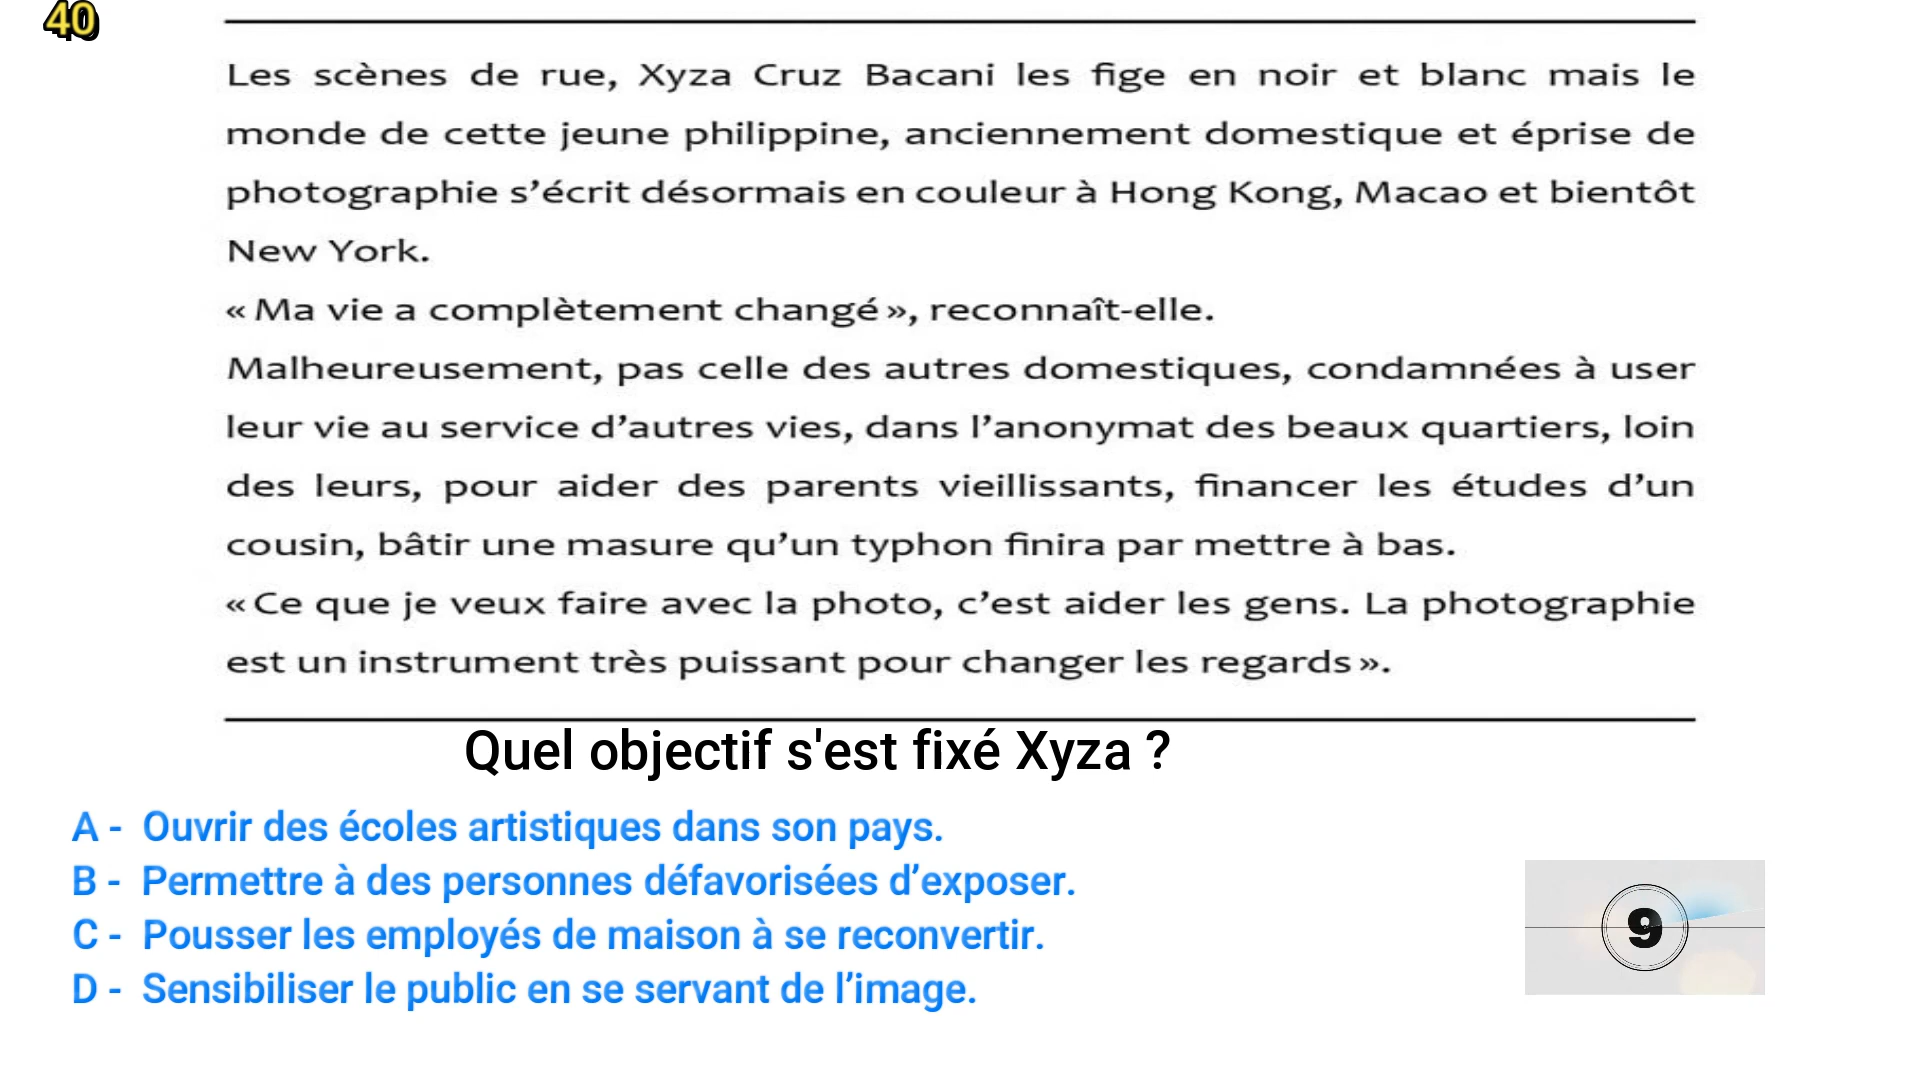 40
Les scènes de rue, Xyza Cruz Bacani les fige en noir et blanc mais le
monde de cette jeune philippine, anciennement domestique et éprise de
photographie s’écrit désormais en couleur à Hong Kong, Macao et bientôt
New York.
« Ma vie a complètement changé », reconnaît-elle.
Malheureusement, pas celle des autres domestiques, condamnées à user
leur vie au service d’autres vies, dans l’anonymat des beaux quartiers, loin
des leurs, pour aider des parents vieillissants, financer les études d’un
cousin, bâtir une masure qu’un typhon finira par mettre à bas.
« Ce que je veux faire avec la photo, c’est aider les gens. La photographie
est un instrument très puissant pour changer les regards ».
Quel objectif s'est fixé Xyza ?
A - Ouvrir des écoles artistiques dans son pays.
B - Permettre à des personnes défavorisées d’exposer.
C - Pousser les employés de maison à se reconvertir.
D - Sensibiliser le public en se servant de l’image.
9